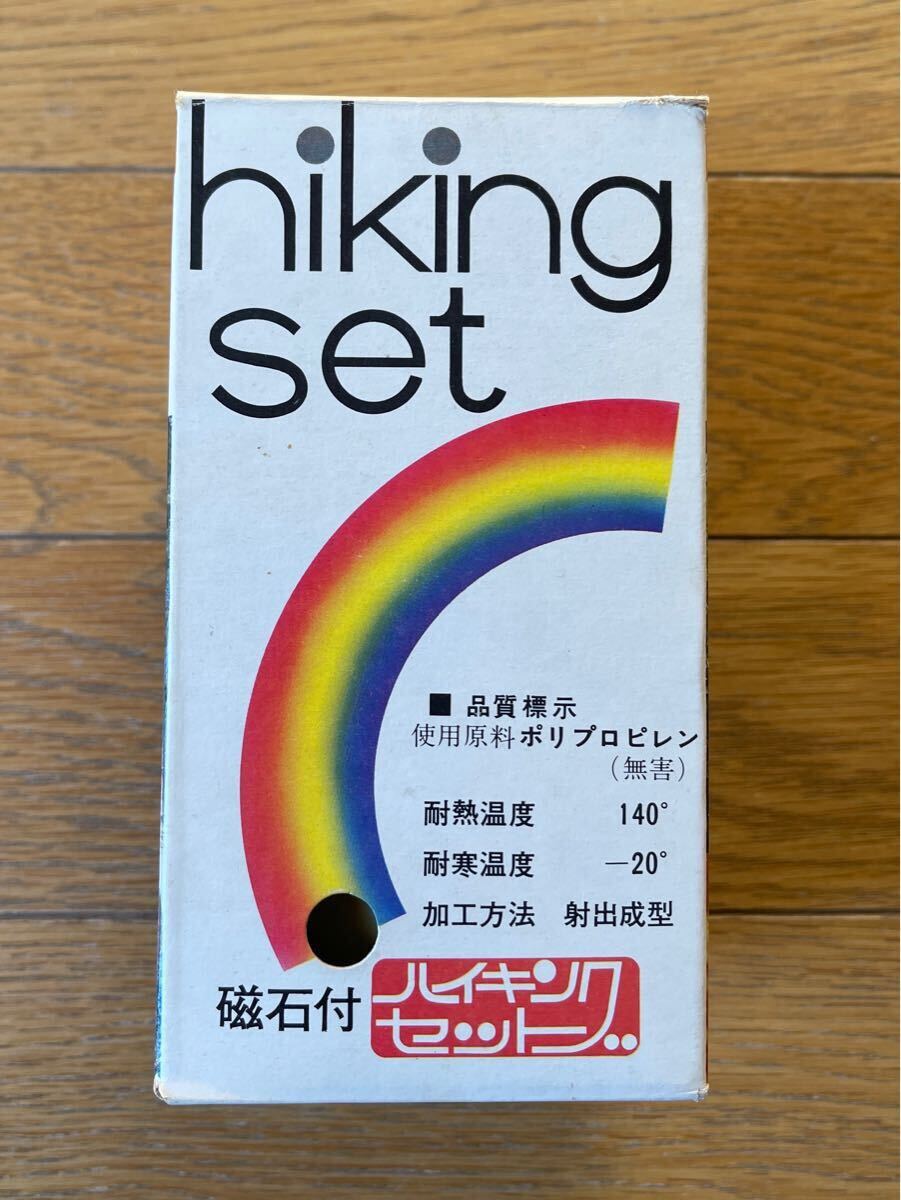 hiking
set
■ 品質標示
使用原料ポリプロピレン
(無害)
耐熱温度 140°
耐寒温度 −20°
加工方法 射出成型
磁石付
ハイキング
セット